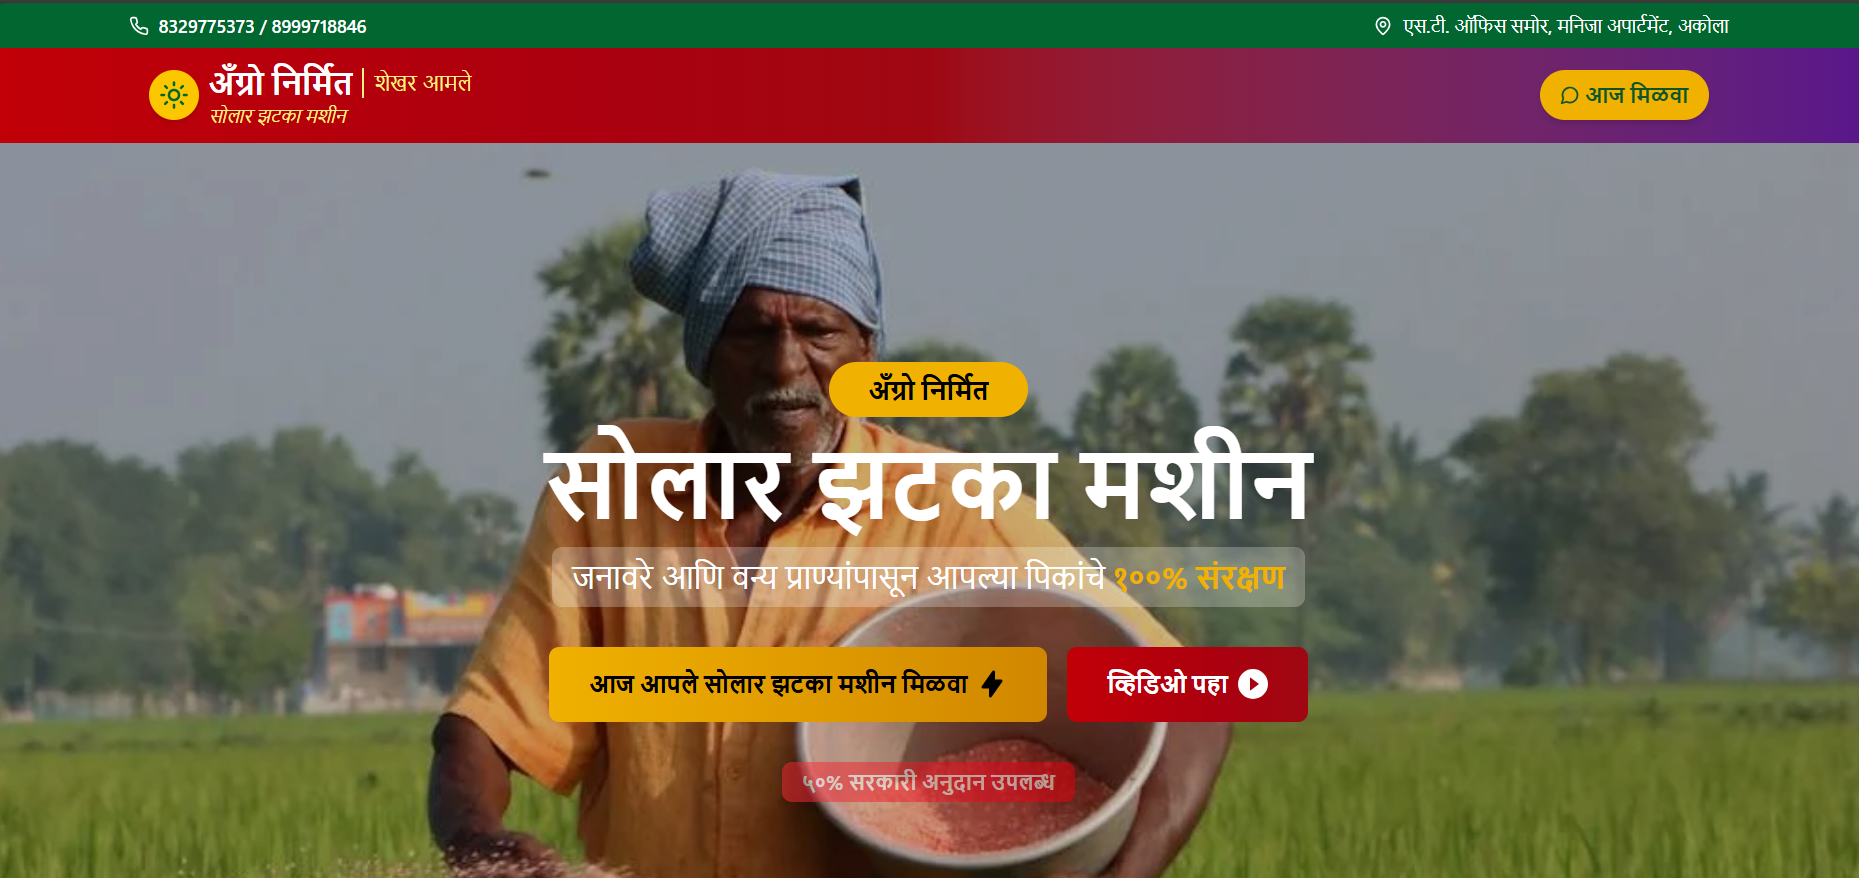 8329775373 / 8999718846
एस.टी. ऑफिस समोर, मनिजा अपार्टमेंट, अकोला
अँग्रो निर्मित | शेखर आमले
सोलार झटका मशीन
आज मिळवा
अँग्रो निर्मित
सोलार झटका मशीन
जनावरे आणि वन्य प्राण्यांपासून आपल्या पिकांचे १००% संरक्षण
आज आपले सोलार झटका मशीन मिळवा
व्हिडिओ पहा
५०% सरकारी अनुदान उपलब्ध